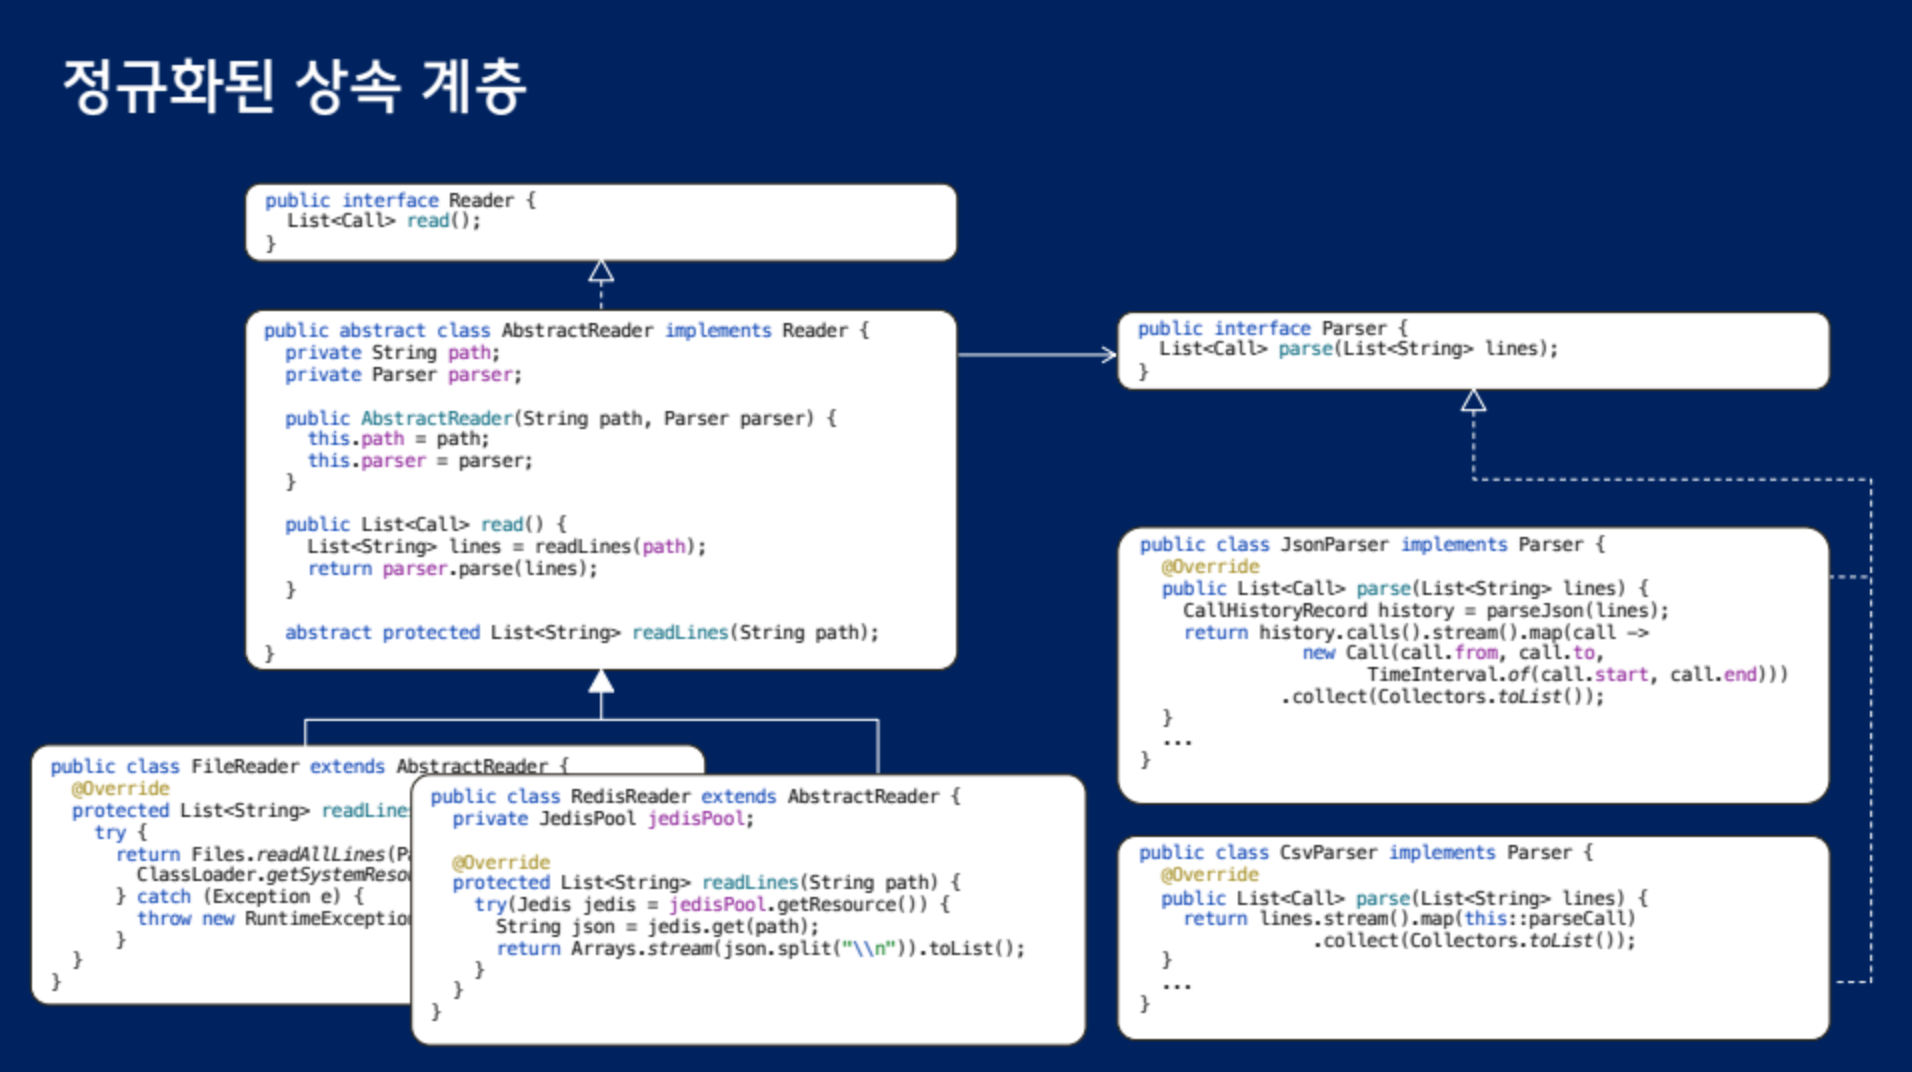 정규화된 상속 계층
public interface Reader {
  List<Call> read();
}
public abstract class AbstractReader implements Reader {
  private String path;
  private Parser parser;
  public AbstractReader(String path, Parser parser) {
    this.path = path;
    this.parser = parser;
  }
  public List<Call> read() {
    List<String> lines = readLines(path);
    return parser.parse(lines);
  }
  abstract protected List<String> readLines(String path);
}
public class FileReader extends AbstractReader {
  @Override
  protected List<String> readLines
    try {
      return Files.readAllLines(
        ClassLoader.
    } catch (Exception e) {
        throw new
    }
  }
}
public class RedisReader extends AbstractReader {
  private JedisPool jedisPool;
  @Override
  protected List<String> readLines(String path) {
    try(Jedis jedis = jedisPool.getResource()) {
      String json = jedis.get(path);
      return Arrays.stream(json.split("\\n")).toList();
    }
  }
}
public interface Parser {
  List<Call> parse(List<String> lines);
}
public class JsonParser implements Parser {
  @Override
  public List<Call> parse(List<String> lines) {
    CallHistoryRecord history = parseJson(lines);
    return history.calls().stream().map(call ->
               new Call(call.from, call.to,
                     TimeInterval.of(call.start, call.end)))
             .collect(Collectors.toList());
  }
  ...
}
public class CsvParser implements Parser {
  @Override
  public List<Call> parse(List<String> lines) {
    return lines.stream().map(this::parseCall)
                .collect(Collectors.toList());
  }
  ...
}